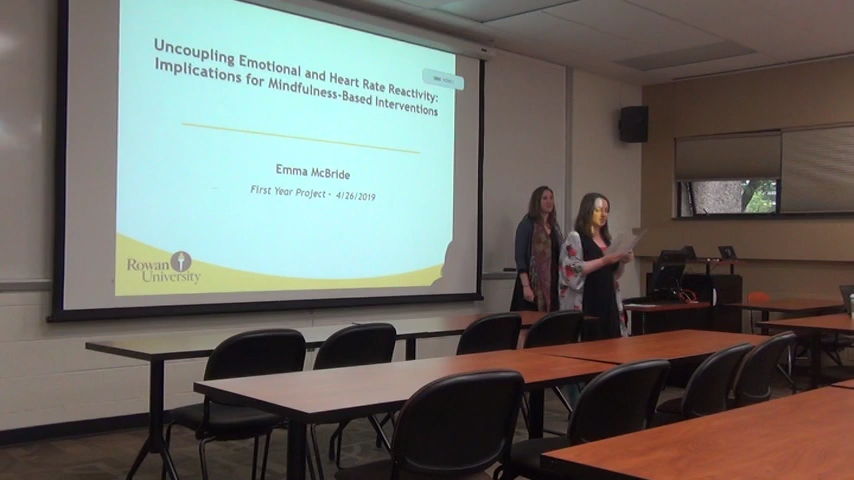 Uncoupling Emotional and Heart Rate Reactivity:
Implications for Mindfulness-Based Interventions
Emma McBride
First Year Project - 4/26/2019
Rowan
University